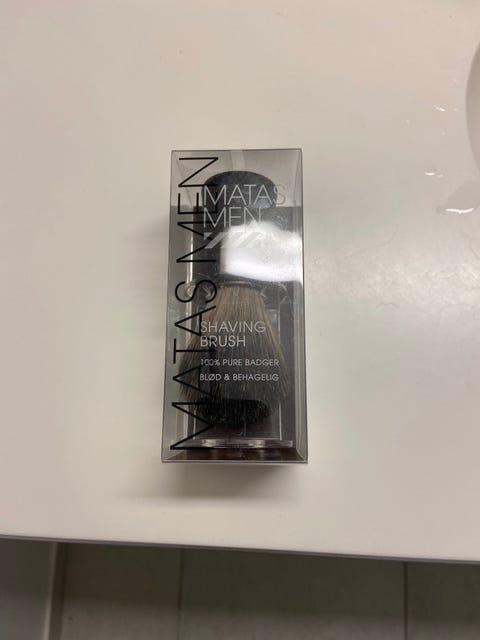 MATAS MEN
MATAS
MEN
SHAVING
BRUSH
100% PURE BADGER
BLØD & BEHAGELIG